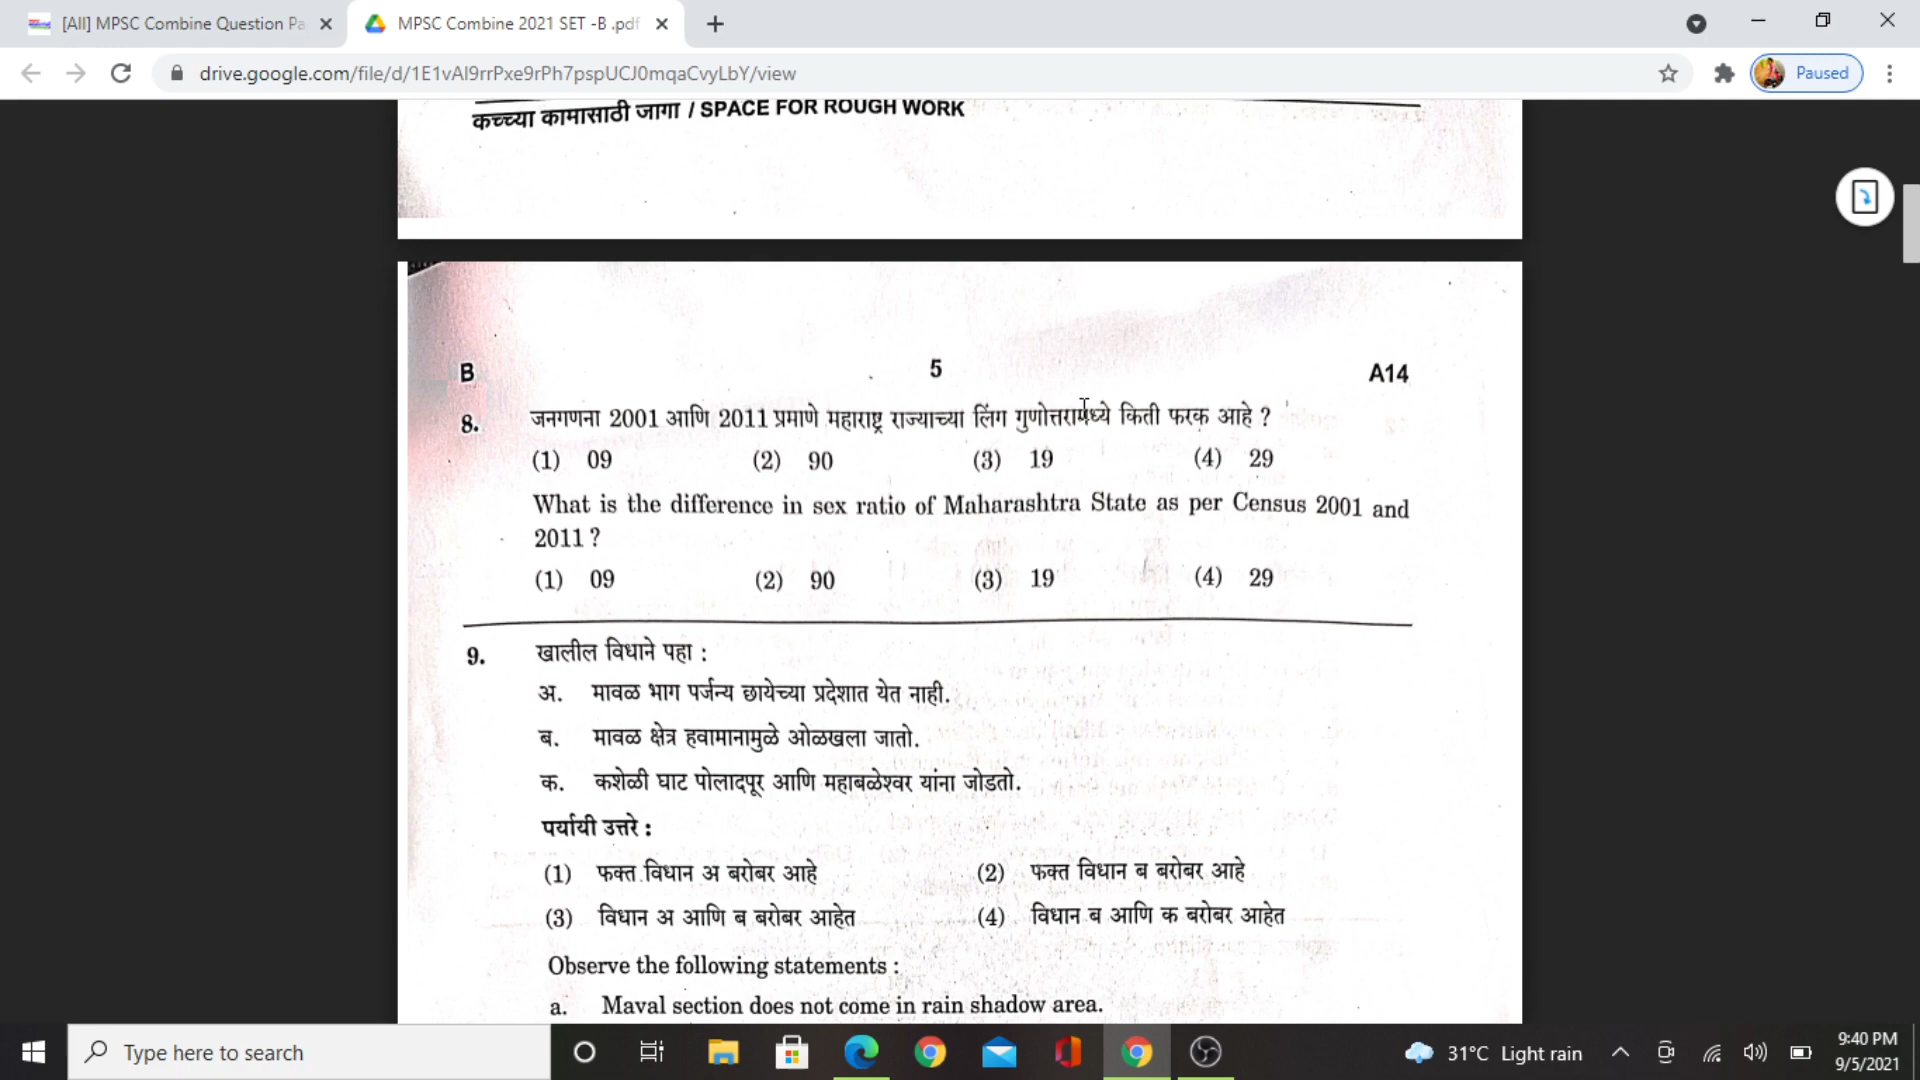 [All] MPSC Combine Question Pa
MPSC Combine 2021 SET -B .pdf
drive.google.com/file/d/1E1vAl9rrPxe9rPh7pspUCJ0mqaCvyLbY/view
Paused
कच्च्या कामासाठी जागा / SPACE FOR ROUGH WORK
B 5 A14
8. जनगणना 2001 आणि 2011 प्रमाणे महाराष्ट्र राज्याच्या लिंग गुणोत्तरामध्ये किती फरक आहे ?
(1) 09 (2) 90 (3) 19 (4) 29
What is the difference in sex ratio of Maharashtra State as per Census 2001 and
2011 ?
(1) 09 (2) 90 (3) 19 (4) 29
9. खालील विधाने पहा :
अ. मावळ भाग पर्जन्य छायेच्या प्रदेशात येत नाही.
ब. मावळ क्षेत्र हवामानामुळे ओळखला जातो.
क. कशेळी घाट पोलादपूर आणि महाबळेश्वर यांना जोडतो.
पर्यायी उत्तरे :
(1) फक्त विधान अ बरोबर आहे (2) फक्त विधान ब बरोबर आहे
(3) विधान अ आणि ब बरोबर आहेत (4) विधान ब आणि क बरोबर आहेत
Observe the following statements :
a. Maval section does not come in rain shadow area.
Type here to search
31°C Light rain
9:40 PM
9/5/2021